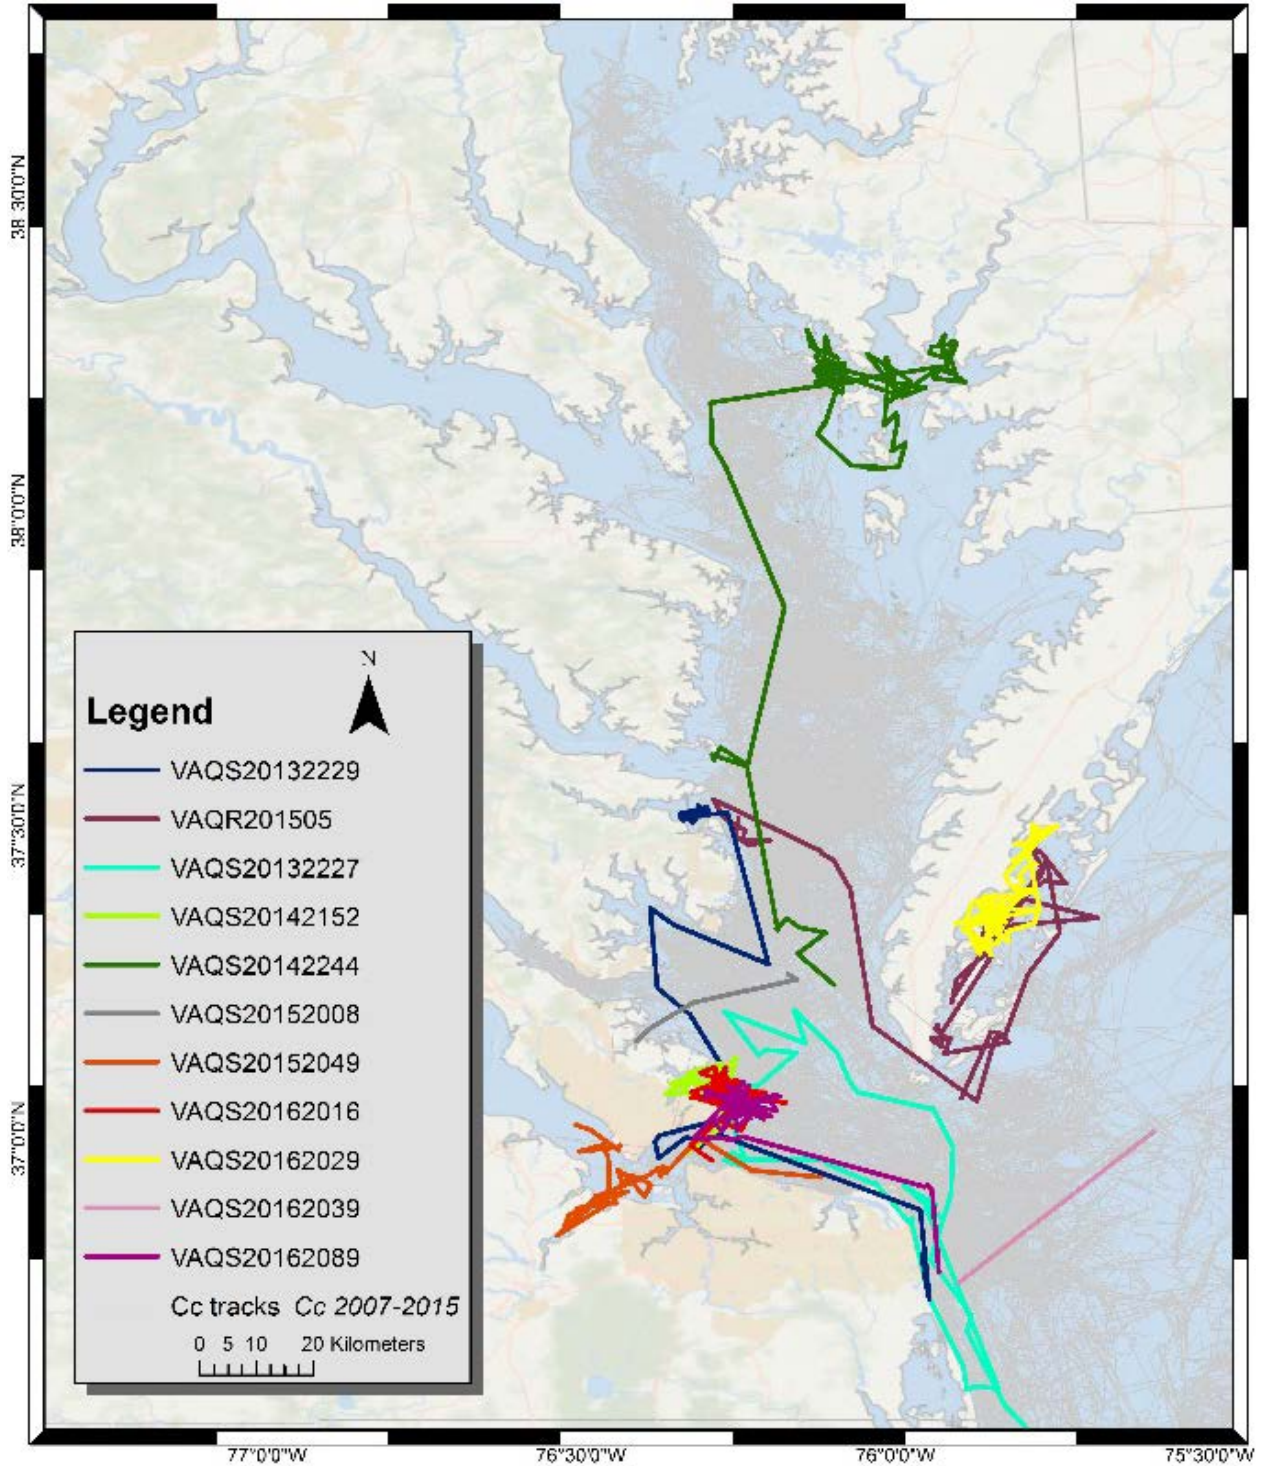 38°30'0"N
38°0'0"N
37°30'0"N
37°0'0"N
N
Legend
VAQS20132229
VAQR201505
VAQS20132227
VAQS20142152
VAQS20142244
VAQS20152008
VAQS20152049
VAQS20162016
VAQS20162029
VAQS20162039
VAQS20162089
Cc tracks Cc 2007-2015
0 5 10 20 Kilometers
77°0'0"W 76°30'0"W 76°0'0"W 75°30'0"W